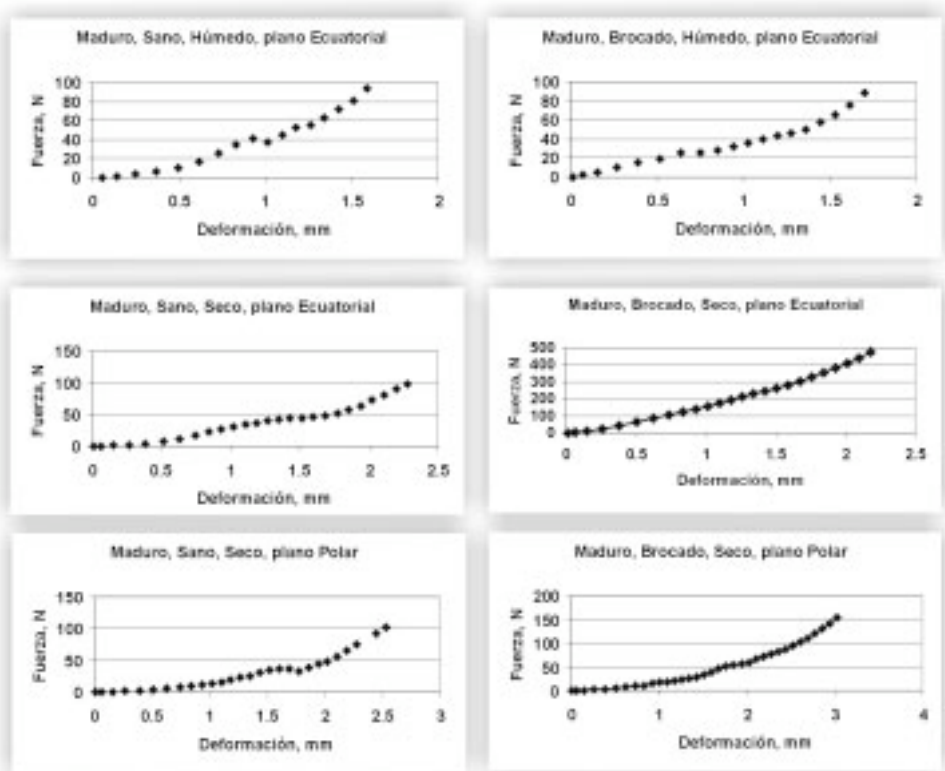 Maduro, Sano, Húmedo, plano Ecuatorial
Fuerza, N
100
80
60
40
20
0
0 0.5 1 1.5 2
Deformación, mm
Maduro, Brocado, Húmedo, plano Ecuatorial
Fuerza, N
100
80
60
40
20
0
0 0.5 1 1.5 2
Deformación, mm
Maduro, Sano, Seco, plano Ecuatorial
Fuerza, N
150
100
50
0
0 0.5 1 1.5 2 2.5
Deformación, mm
Maduro, Brocado, Seco, plano Ecuatorial
Fuerza, N
500
400
300
200
100
0
0 0.5 1 1.5 2 2.5
Deformación, mm
Maduro, Sano, Seco, plano Polar
Fuerza, N
150
100
50
0
0 0.5 1 1.5 2 2.5 3
Deformación, mm
Maduro, Brocado, Seco, plano Polar
Fuerza, N
200
150
100
50
0
0 1 2 3 4
Deformación, mm